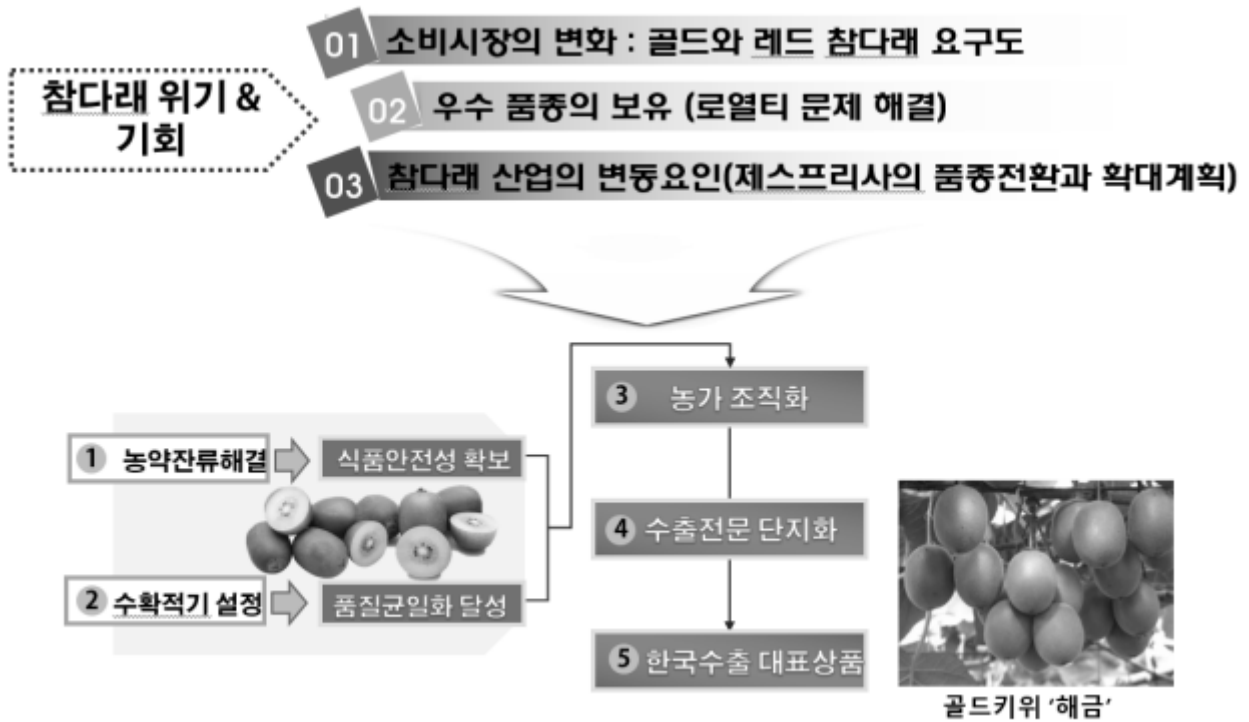 참다래 위기 &
기회
01 소비시장의 변화 : 골드와 레드 참다래 요구도
02 우수 품종의 보유 (로열티 문제 해결)
03 참다래 산업의 변동요인(제스프리사의 품종전환과 확대계획)
1 농약잔류해결
식품안전성 확보
2 수확적기 설정
품질균일화 달성
3 농가 조직화
4 수출전문 단지화
5 한국수출 대표상품
골드키위 '해금'